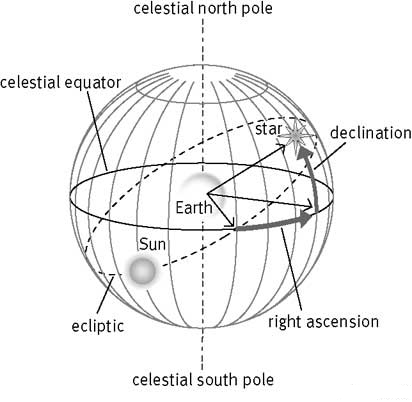 celestial north pole
celestial equator
star
declination
Earth
Sun
ecliptic
right ascension
celestial south pole